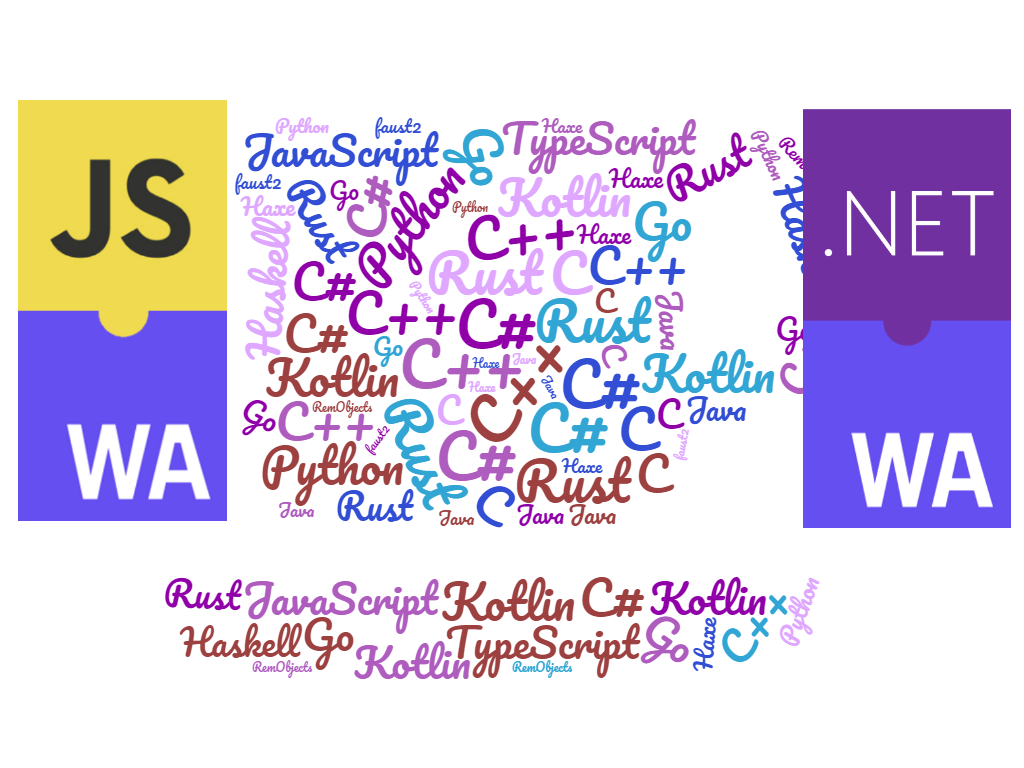 JS
WA
Python
faust2
JavaScript
Go
Haxe
TypeScript
Rust
Python
.NET
WA
faust2
Haxe
Rust
Go
C#
Python
Python
Kotlin
Haxe
Haskell
C++
Haxe
Go
C#
Python
Rust
C
C++
C++
C#
Rust
C
Java
C#
Go
C++
Haxe
Java
Haxe
C
Kotlin
Java
C#
Kotlin
Go
RemObjects
C++
faust2
Rust
C
C++
C#
C
C
Java
faust2
Python
C#
Haxe
Rust
C
Java
Rust
Java
C
Java
Java
Rust
JavaScript
Kotlin
C#
Kotlin
Python
Haskell
Go
TypeScript
Go
Haxe
C++
RemObjects
Kotlin
RemObjects